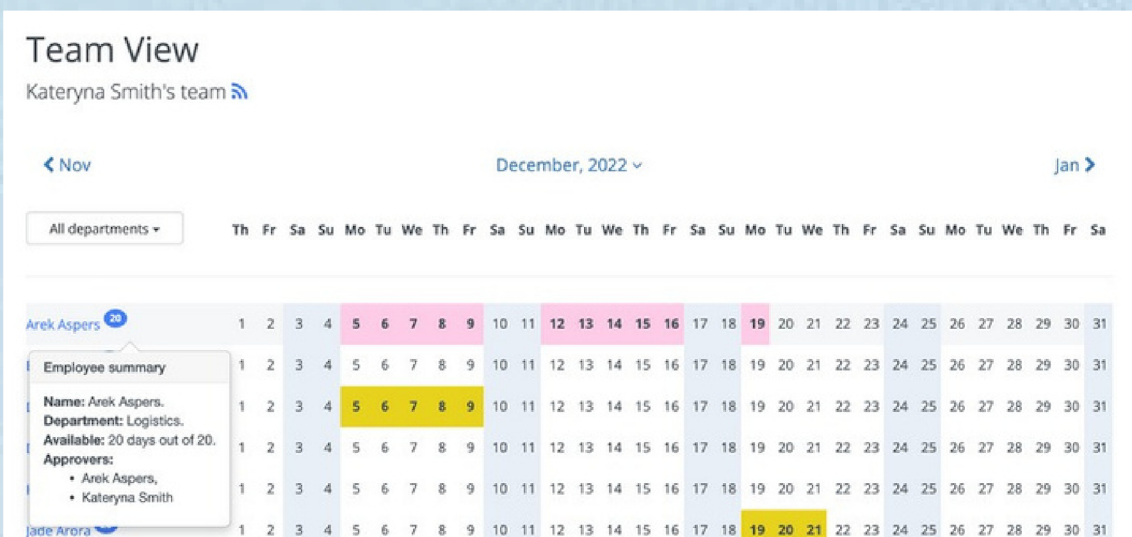 Team View
Kateryna Smith's team
Nov
December, 2022
Jan
All departments
Th Fr Sa Su Mo Tu We Th Fr Sa Su Mo Tu We Th Fr Sa Su Mo Tu We Th Fr Sa Su Mo Tu We Th Fr Sa
Arek Aspers 20 1 2 3 4 5 6 7 8 9 10 11 12 13 14 15 16 17 18 19 20 21 22 23 24 25 26 27 28 29 30 31
1 2 3 4 5 6 7 8 9 10 11 12 13 14 15 16 17 18 19 20 21 22 23 24 25 26 27 28 29 30 31
1 2 3 4 5 6 7 8 9 10 11 12 13 14 15 16 17 18 19 20 21 22 23 24 25 26 27 28 29 30 31
1 2 3 4 5 6 7 8 9 10 11 12 13 14 15 16 17 18 19 20 21 22 23 24 25 26 27 28 29 30 31
1 2 3 4 5 6 7 8 9 10 11 12 13 14 15 16 17 18 19 20 21 22 23 24 25 26 27 28 29 30 31
Jade Arora 1 2 3 4 5 6 7 8 9 10 11 12 13 14 15 16 17 18 19 20 21 22 23 24 25 26 27 28 29 30 31
Employee summary
Name: Arek Aspers.
Department: Logistics.
Available: 20 days out of 20.
Approvers:
• Arek Aspers,
• Kateryna Smith